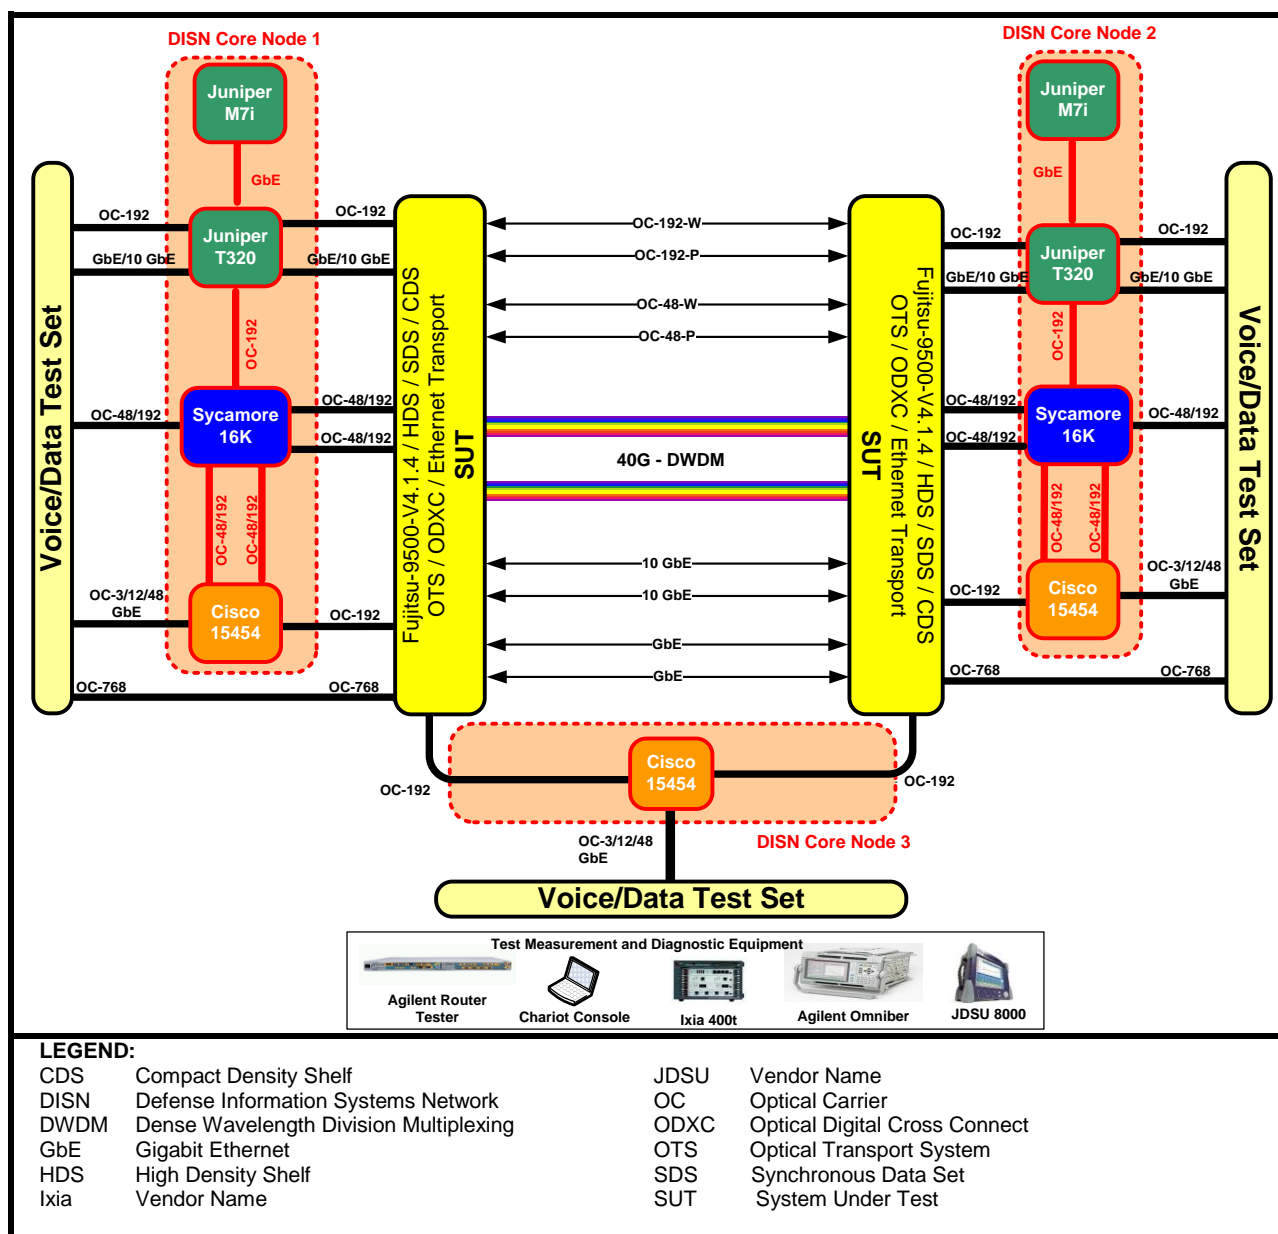 DISN Core Node 1
DISN Core Node 2
Juniper
M7i
Juniper
M7i
GbE
GbE
OC-192
OC-192
Juniper
T320
GbE/10 GbE
GbE/10 GbE
OC-192
OC-48/192
Sycamore
16K
OC-48/192
OC-48/192
OC-48/192
OC-48/192
OC-3/12/48
GbE
Cisco
15454
OC-192
OC-768
OC-768
Voice/Data Test Set
Fujitsu-9500-V4.1.4 / HDS / SDS / CDS
OTS / ODXC / Ethernet Transport
SUT
OC-192-W
OC-192-P
OC-48-W
OC-48-P
40G - DWDM
10 GbE
10 GbE
GbE
GbE
Fujitsu-9500-V4.1.4 / HDS / SDS / CDS
OTS / ODXC / Ethernet Transport
SUT
OC-192
OC-192
Juniper
T320
GbE/10 GbE
GbE/10 GbE
OC-192
OC-48/192
OC-48/192
Sycamore
16K
OC-48/192
OC-48/192
OC-48/192
OC-3/12/48
GbE
OC-192
Cisco
15454
OC-768
OC-768
Voice/Data Test Set
OC-192
Cisco
15454
OC-192
OC-3/12/48
GbE
DISN Core Node 3
Voice/Data Test Set
Test Measurement and Diagnostic Equipment
Agilent Router
Tester
Chariot Console
Ixia 400t
Agilent Omniber
JDSU 8000
LEGEND:
CDS Compact Density Shelf
DISN Defense Information Systems Network
DWDM Dense Wavelength Division Multiplexing
GbE Gigabit Ethernet
HDS High Density Shelf
Ixia Vendor Name
JDSU Vendor Name
OC Optical Carrier
ODXC Optical Digital Cross Connect
OTS Optical Transport System
SDS Synchronous Data Set
SUT System Under Test